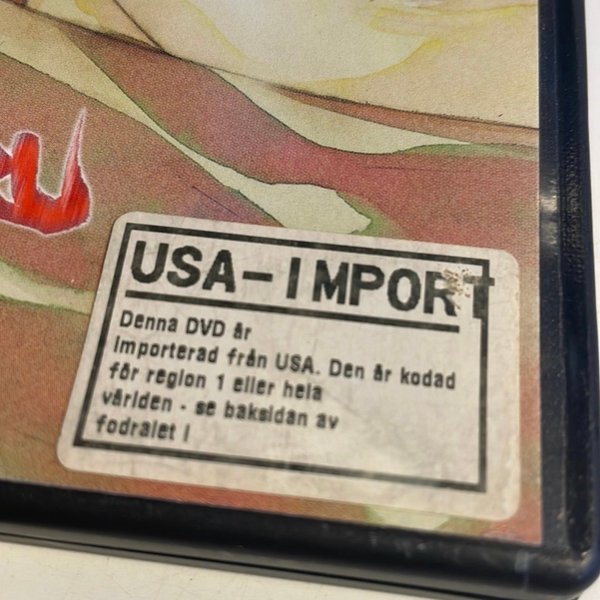 USA-IMPORT
Denna DVD är
importerad från USA. Den är kodad
för region 1 eller hela
världen - se baksidan av
fodralet !